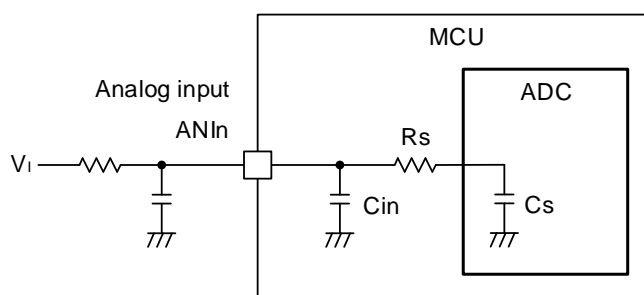 MCU
Analog input
ADC
ANIn
Rs
VI
Cin
Cs